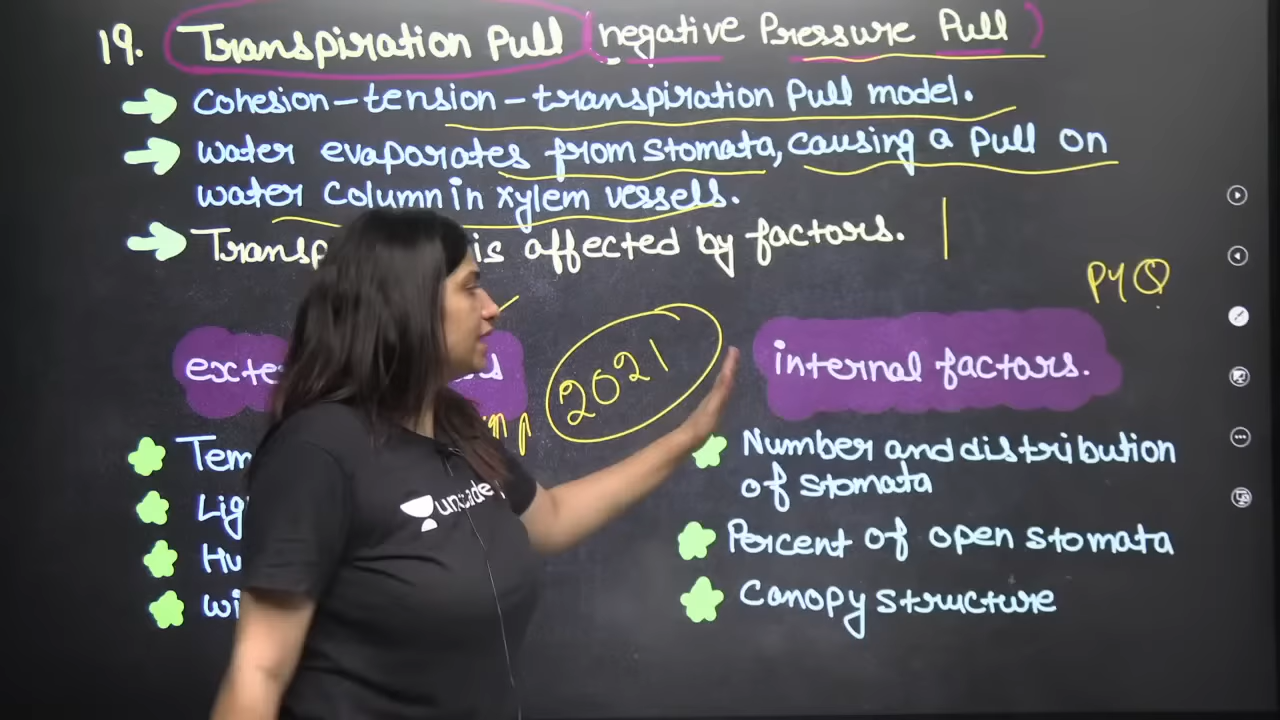 19. Transpiration Pull (negative Pressure Pull)
Cohesion-tension-transpiration Pull model.
water evaporates from stomata, causing a Pull on
water column in xylem vessels.
is affected by factors.
PYQ
2021
internal factors.
Number and distribution
of stomata
Percent of open stomata
Canopy structure